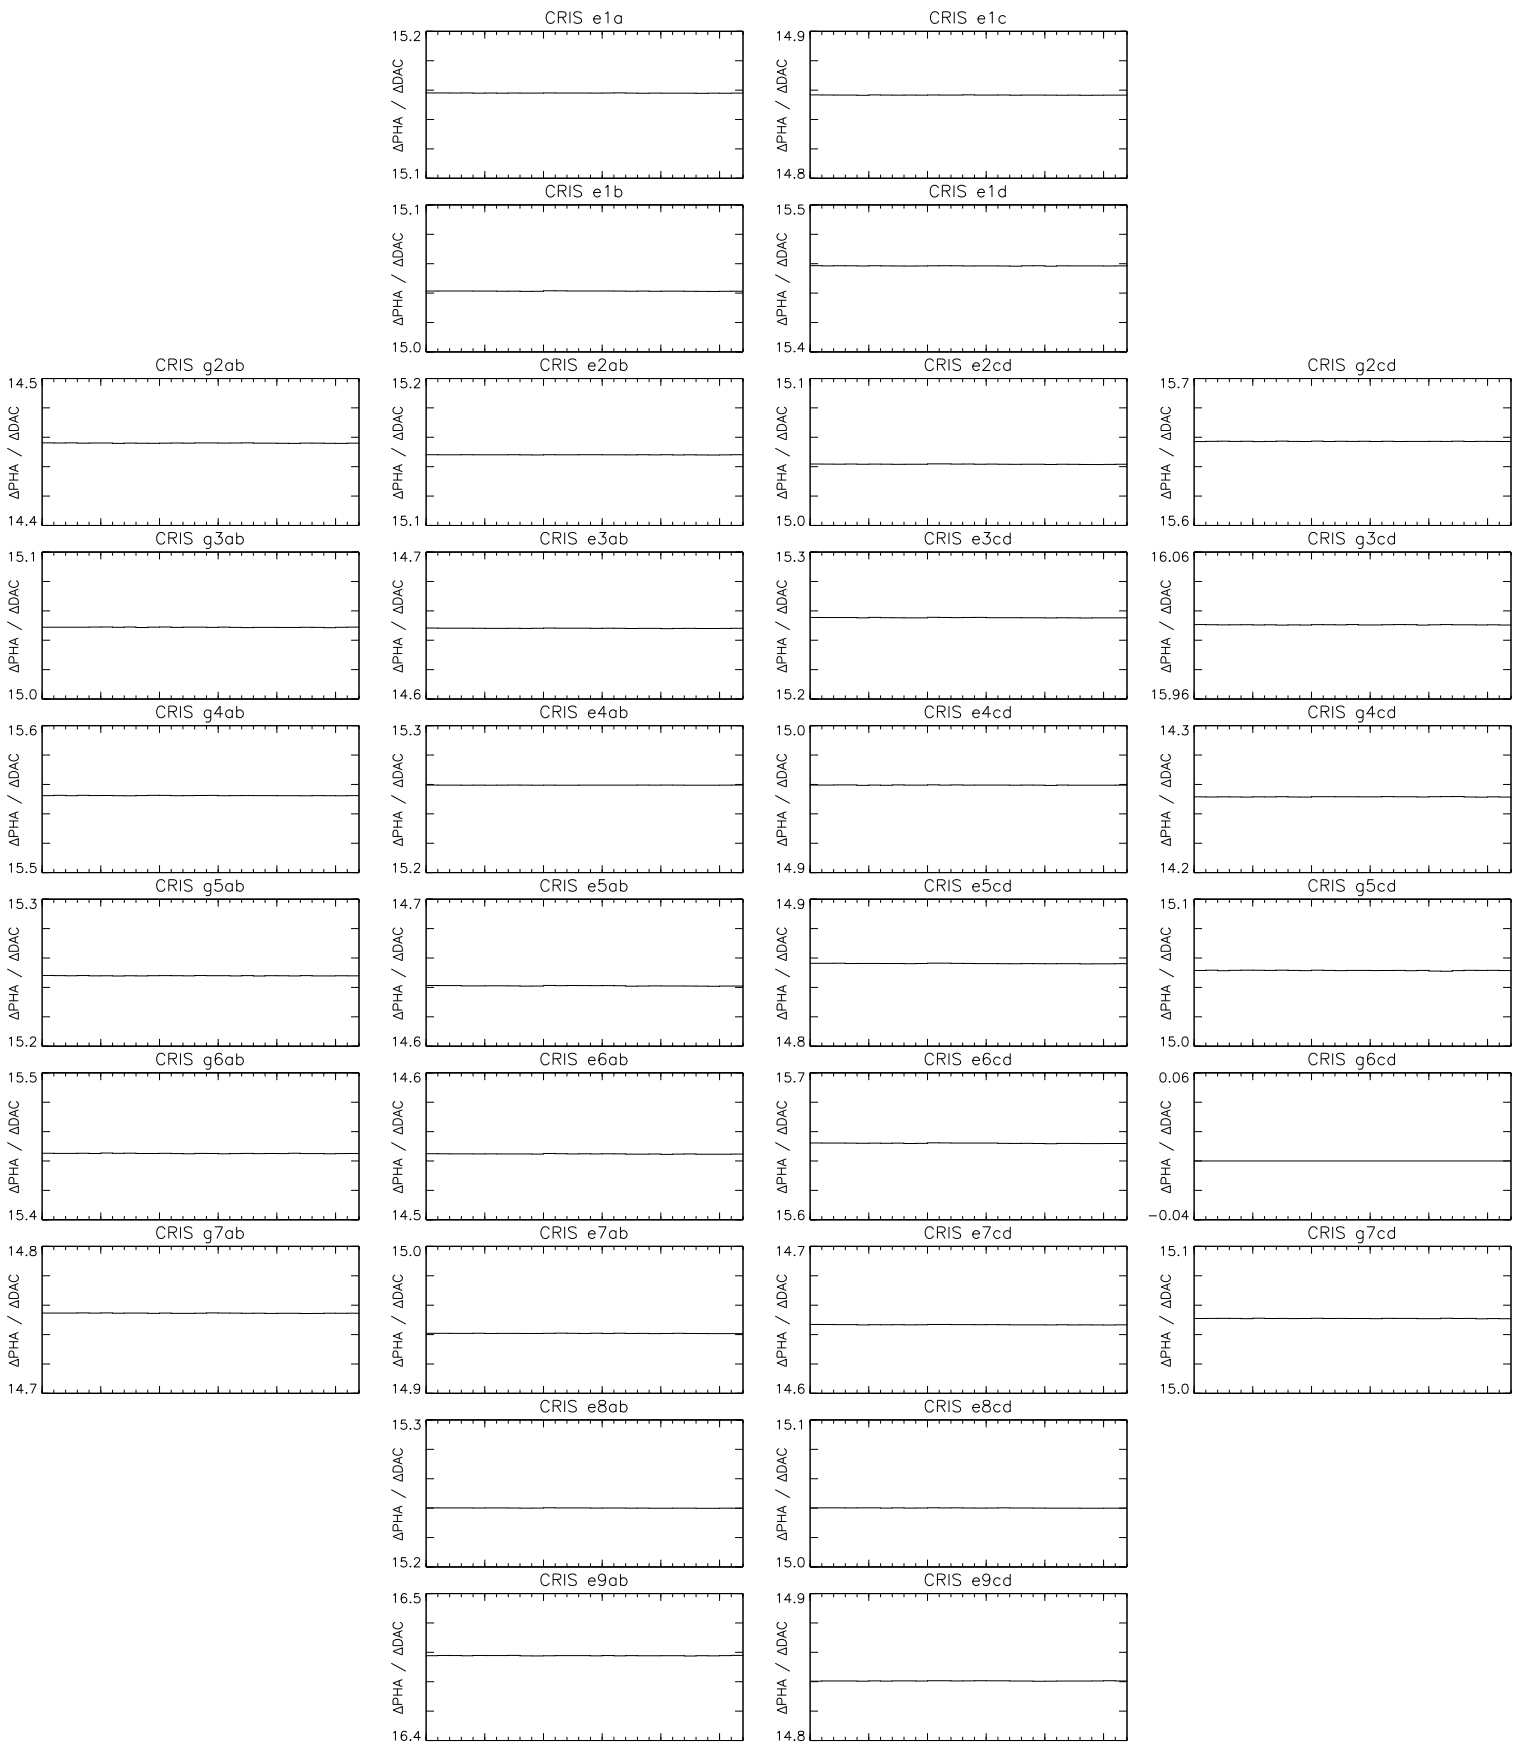 CRIS e1a
CRIS e1c
15.2
ΔPHA / ΔDAC
15.1
14.9
ΔPHA / ΔDAC
14.8
CRIS e1b
CRIS e1d
15.1
ΔPHA / ΔDAC
15.0
15.5
ΔPHA / ΔDAC
15.4
CRIS g2ab
CRIS e2ab
CRIS e2cd
CRIS g2cd
14.5
ΔPHA / ΔDAC
14.4
15.2
ΔPHA / ΔDAC
15.1
15.1
ΔPHA / ΔDAC
15.0
15.7
ΔPHA / ΔDAC
15.6
CRIS g3ab
CRIS e3ab
CRIS e3cd
CRIS g3cd
15.1
ΔPHA / ΔDAC
15.0
14.7
ΔPHA / ΔDAC
14.6
15.3
ΔPHA / ΔDAC
15.2
16.06
ΔPHA / ΔDAC
15.96
CRIS g4ab
CRIS e4ab
CRIS e4cd
CRIS g4cd
15.6
ΔPHA / ΔDAC
15.5
15.3
ΔPHA / ΔDAC
15.2
15.0
ΔPHA / ΔDAC
14.9
14.3
ΔPHA / ΔDAC
14.2
CRIS g5ab
CRIS e5ab
CRIS e5cd
CRIS g5cd
15.3
ΔPHA / ΔDAC
15.2
14.7
ΔPHA / ΔDAC
14.6
14.9
ΔPHA / ΔDAC
14.8
15.1
ΔPHA / ΔDAC
15.0
CRIS g6ab
CRIS e6ab
CRIS e6cd
CRIS g6cd
15.5
ΔPHA / ΔDAC
15.4
14.6
ΔPHA / ΔDAC
14.5
15.7
ΔPHA / ΔDAC
15.6
0.06
ΔPHA / ΔDAC
−0.04
CRIS g7ab
CRIS e7ab
CRIS e7cd
CRIS g7cd
14.8
ΔPHA / ΔDAC
14.7
15.0
ΔPHA / ΔDAC
14.9
14.7
ΔPHA / ΔDAC
14.6
15.1
ΔPHA / ΔDAC
15.0
CRIS e8ab
CRIS e8cd
15.3
ΔPHA / ΔDAC
15.2
15.1
ΔPHA / ΔDAC
15.0
CRIS e9ab
CRIS e9cd
16.5
ΔPHA / ΔDAC
16.4
14.9
ΔPHA / ΔDAC
14.8